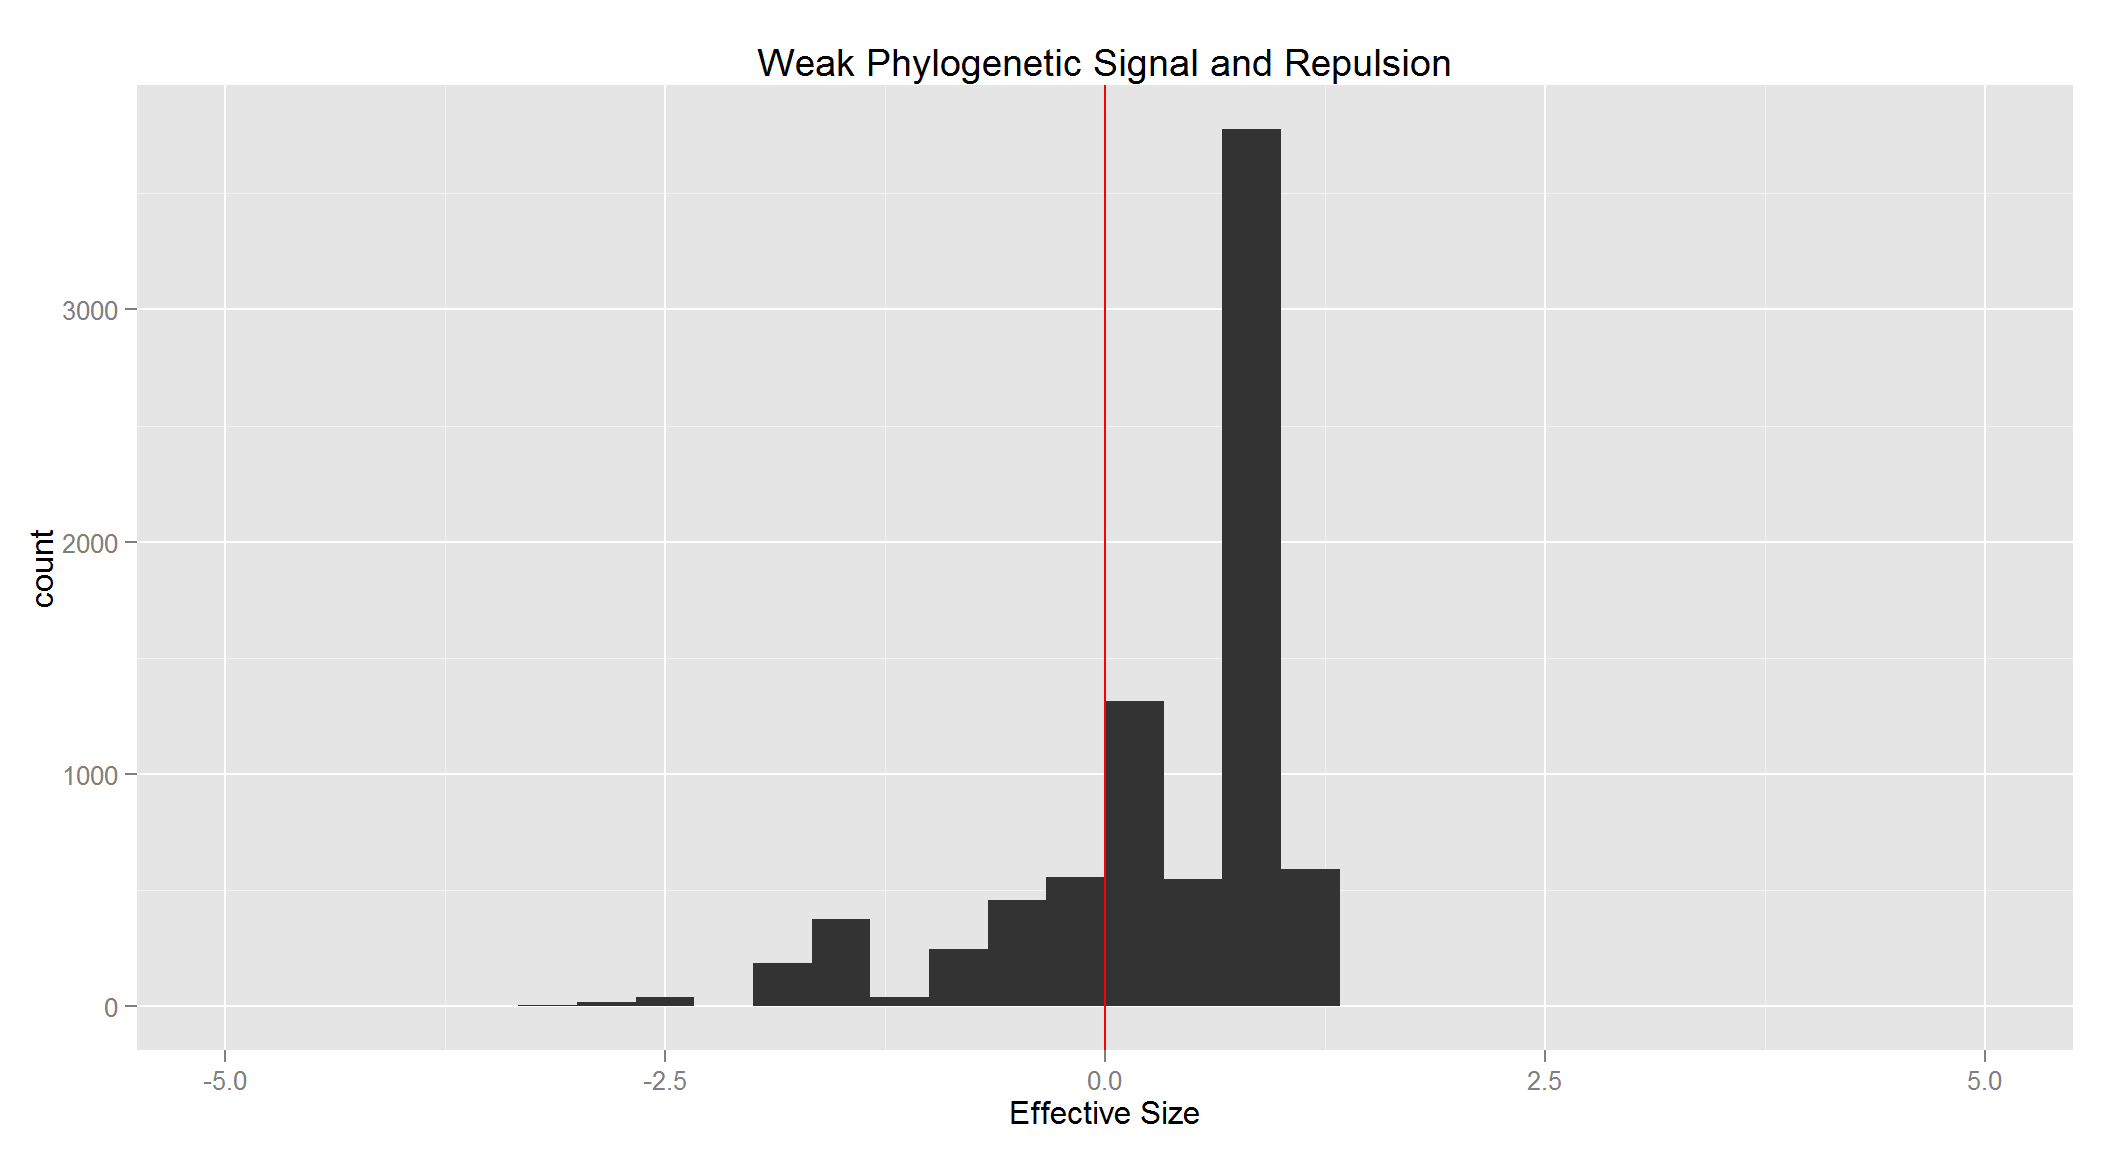 Weak Phylogenetic Signal and Repulsion
3000
2000
1000
0
count
-5.0 -2.5 0.0 2.5 5.0
Effective Size